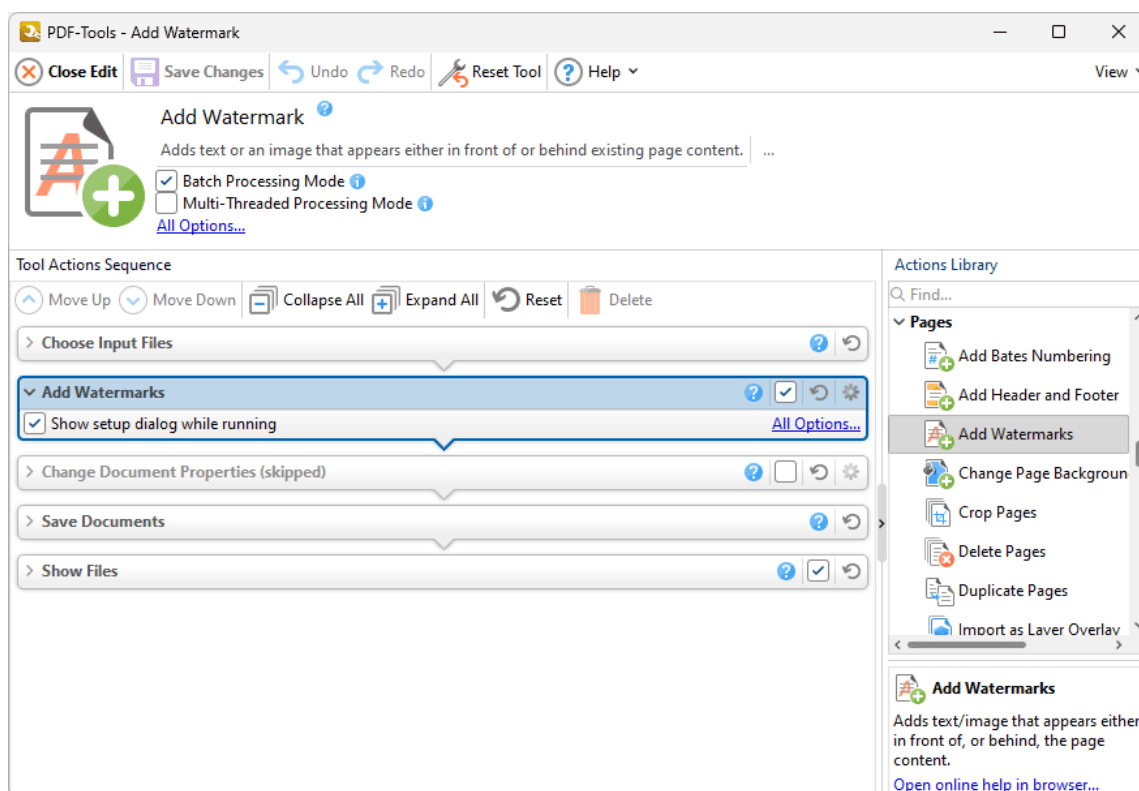 PDF-Tools - Add Watermark
Close Edit Save Changes Undo Redo Reset Tool ? Help View
Add Watermark ?
Adds text or an image that appears either in front of or behind existing page content. ...
Batch Processing Mode i
Multi-Threaded Processing Mode i
All Options...
Tool Actions Sequence
Move Up Move Down Collapse All Expand All Reset Delete
Choose Input Files ?
Add Watermarks ?
Show setup dialog while running All Options...
Change Document Properties (skipped) ?
Save Documents ?
Show Files ?
Actions Library
Find...
Pages
Add Bates Numbering
Add Header and Footer
Add Watermarks
Change Page Backgroun
Crop Pages
Delete Pages
Duplicate Pages
Import as Layer Overlay
Add Watermarks
Adds text/image that appears either
in front of, or behind, the page
content.
Open online help in browser...